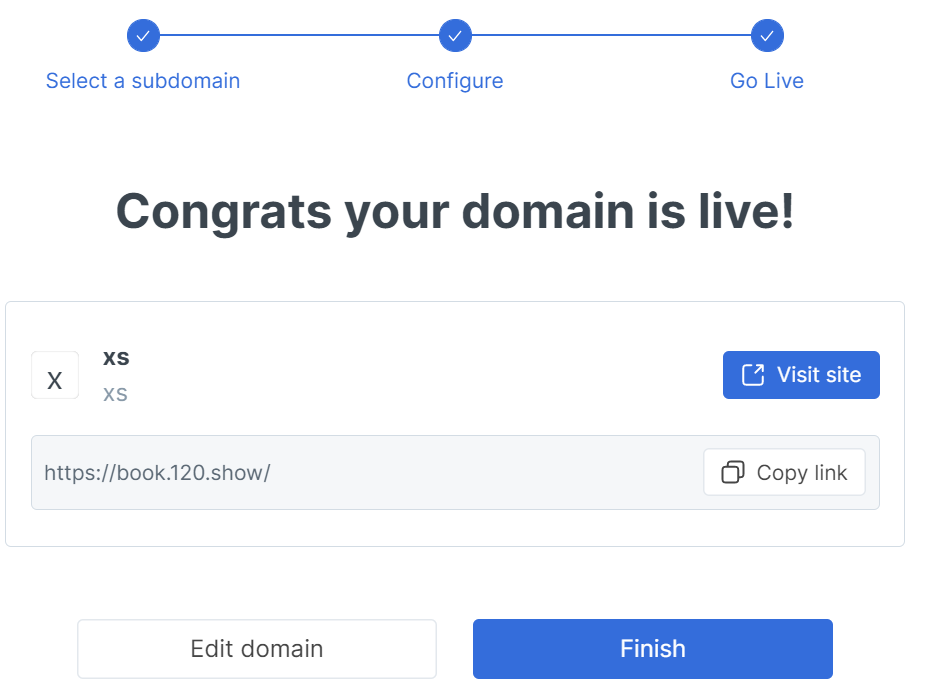 Select a subdomain Configure Go Live
Congrats your domain is live!
X
xs
xs
Visit site
https://book.120.show/
Copy link
Edit domain Finish